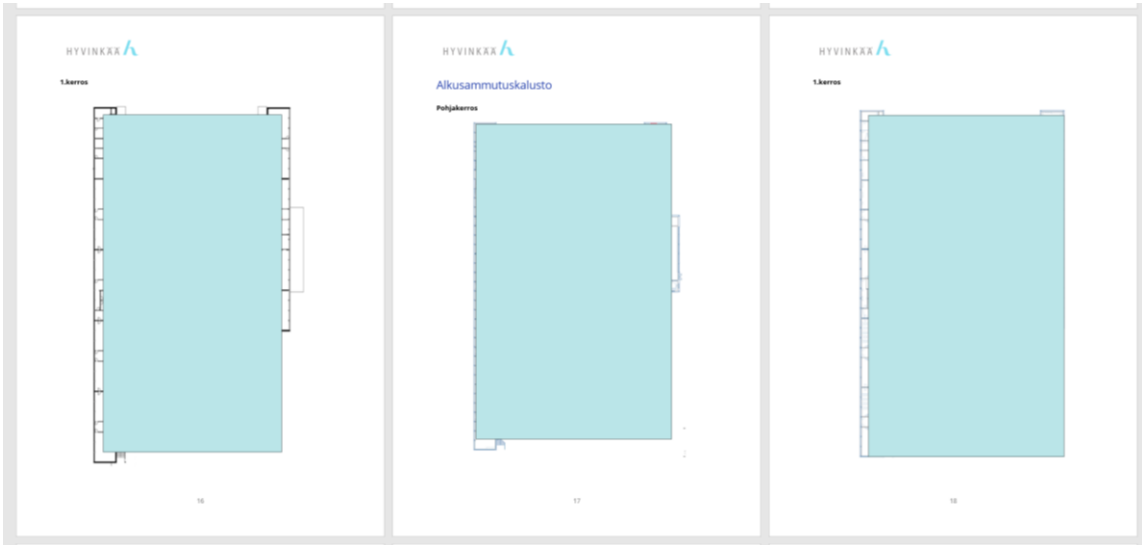 HYVINKÄÄ
1.kerros
16
HYVINKÄÄ
Alkusammutuskalusto
Pohjakerros
17
HYVINKÄÄ
1.kerros
18